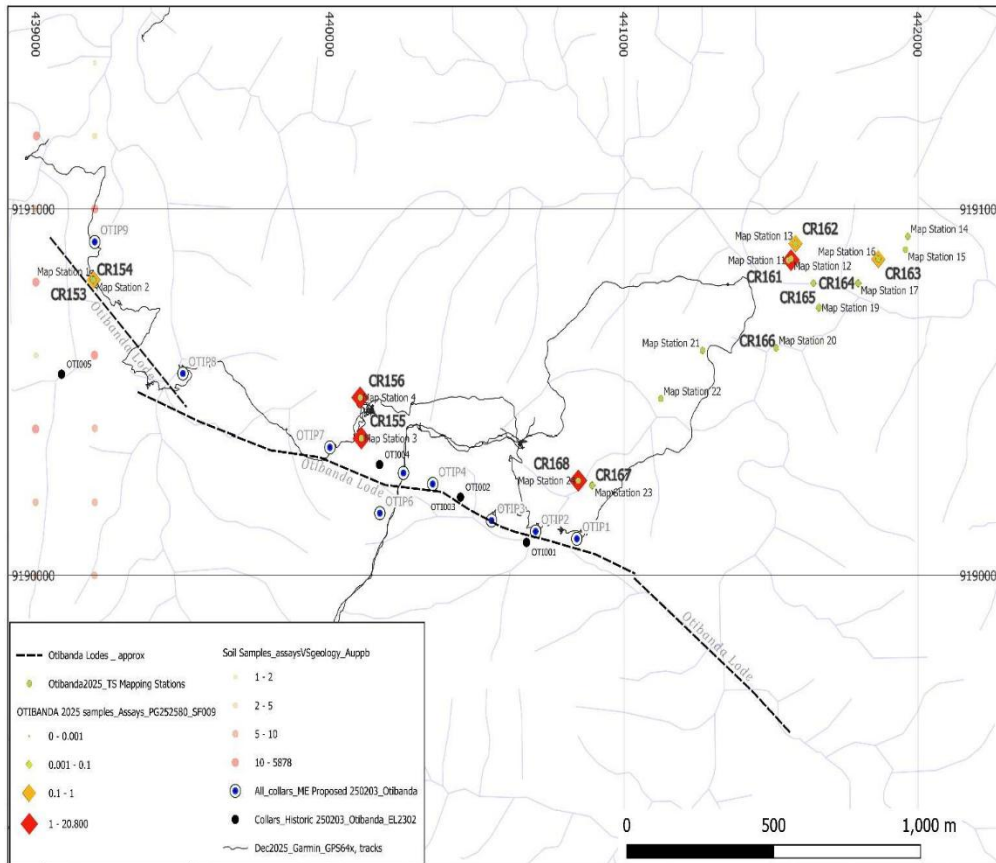 439000
440000
441000
442000
9191000
9191000
OTIP9
Map Station 14
Map Station 13
CR162
Map Station 16
Map Station 15
Map Station 11
Map Station 12
CR163
CR161
CR154
Map Station 2
CR153
CR164
Map Station 17
CR165
Map Station 19
Otibanda Lode
CR166
Map Station 20
Map Station 21
OTI005
OTIP8
CR156
Map Station 4
Map Station 22
CR155
Map Station 3
OTIP7
OTI004
Otibanda Lode
OTIP4
CR168
CR167
Map Station 23
OTI002
OTI003
OTIP6
OTIP3
OTIP2
OTIP1
OTI001
9190000
9190000
Otibanda Lode
Otibanda Lodes _ approx
Otibanda2025_TS Mapping Stations
OTIBANDA 2025 samples_Assays_PG252580_SF009
0 - 0.001
0.001 - 0.1
0.1 - 1
1 - 20.800
Soil Samples_assaysVSgeology_Auppb
1 - 2
2 - 5
5 - 10
10 - 5878
All_collars_ME Proposed 250203_Otibanda
Collars_Historic 250203_Otibanda_EL2302
Dec2025_Garmin_GPS64x, tracks
0
500
1,000 m